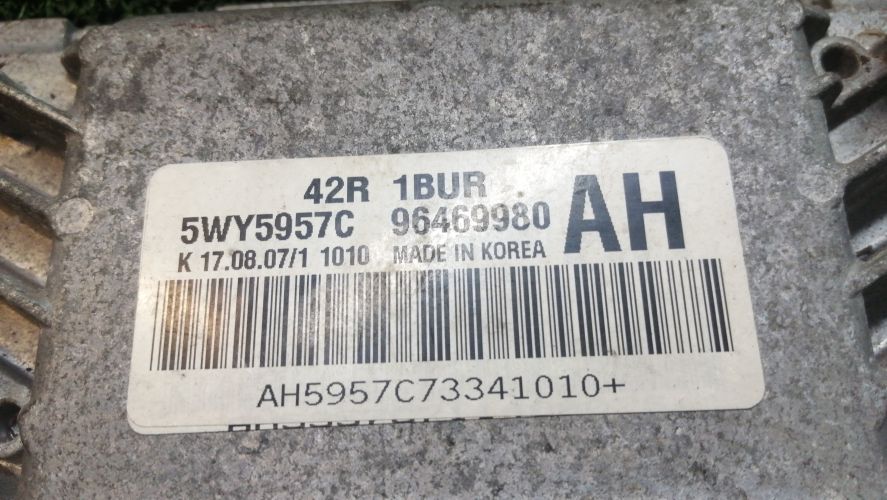 42R 1BUR
5WY5957C 96469980 AH
K 17.08.07/1 1010 MADE IN KOREA
AH5957C73341010+